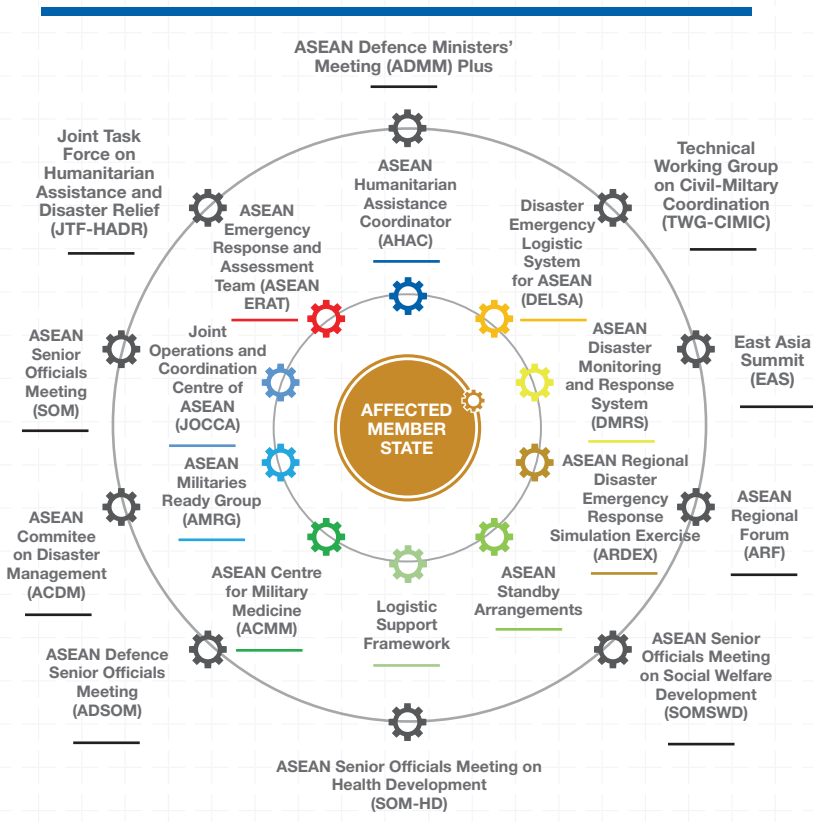 ASEAN Defence Ministers'
Meeting (ADMM) Plus
Joint Task
Force on
Humanitarian
Assistance and
Disaster Relief
(JTF-HADR)
Technical
Working Group
on Civil-Miltary
Coordination
(TWG-CIMIC)
ASEAN
Humanitarian
Assistance
Coordinator
(AHAC)
ASEAN
Emergency
Response and
Assessment
Team (ASEAN
ERAT)
Disaster
Emergency
Logistic
System
for ASEAN
(DELSA)
ASEAN
Senior
Officials
Meeting
(SOM)
Joint
Operations and
Coordination
Centre of
ASEAN
(JOCCA)
ASEAN
Disaster
Monitoring
and Response
System
(DMRS)
East Asia
Summit
(EAS)
AFFECTED
MEMBER
STATE
ASEAN
Militaries
Ready Group
(AMRG)
ASEAN Regional
Disaster
Emergency
Response
Simulation Exercise
(ARDEX)
ASEAN
Commitee
on Disaster
Management
(ACDM)
ASEAN
Regional
Forum
(ARF)
ASEAN Centre
for Military
Medicine
(ACMM)
Logistic
Support
Framework
ASEAN
Standby
Arrangements
ASEAN Defence
Senior Officials
Meeting
(ADSOM)
ASEAN Senior
Officials Meeting
on Social Welfare
Development
(SOMSWD)
ASEAN Senior Officials Meeting on
Health Development
(SOM-HD)